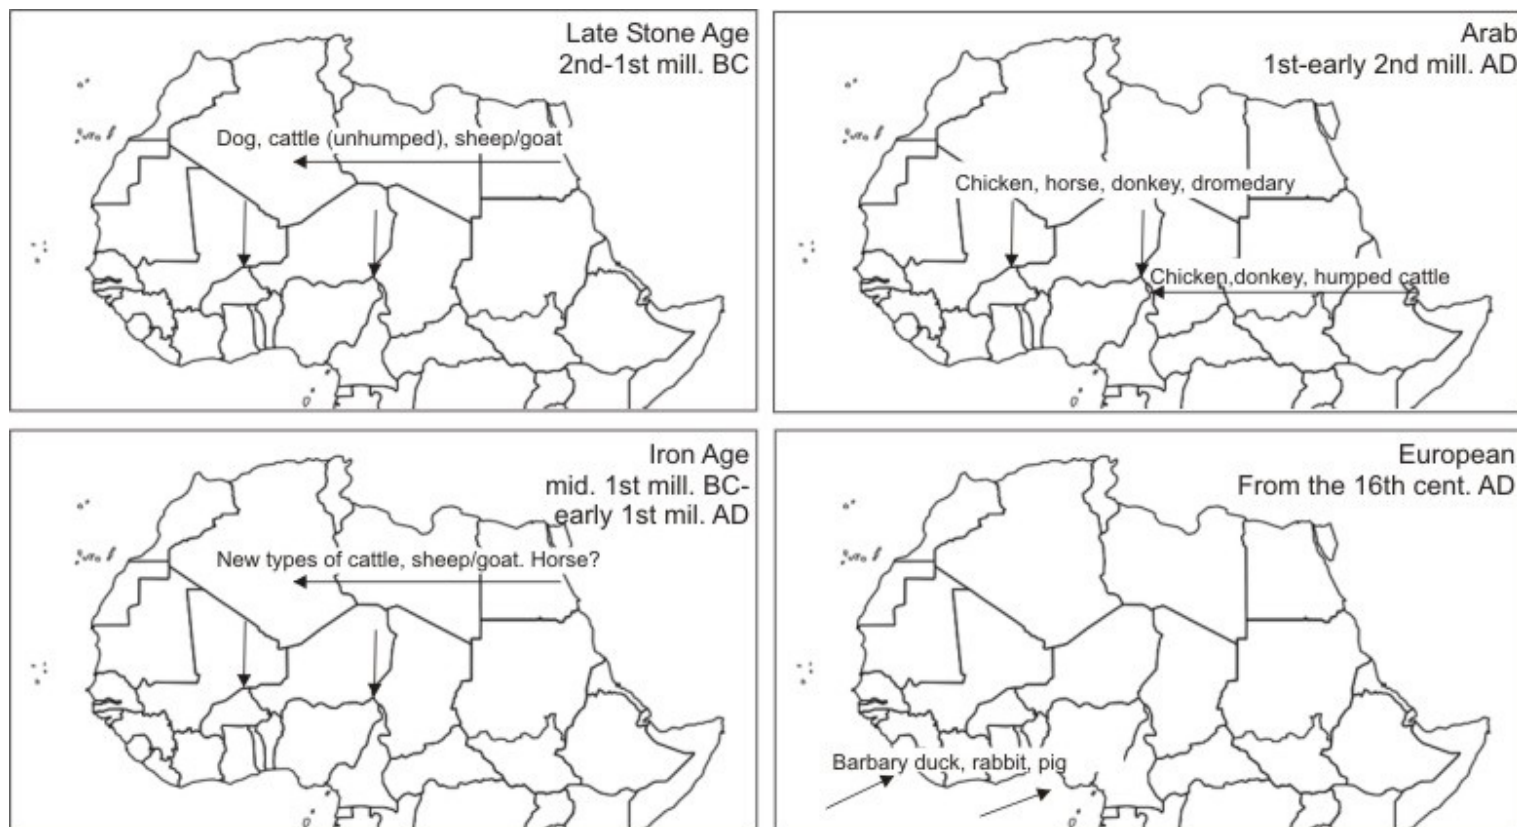 Late Stone Age
2nd-1st mill. BC
Dog, cattle (unhumped), sheep/goat
Arab
1st-early 2nd mill. AD
Chicken, horse, donkey, dromedary
Chicken,donkey, humped cattle
Iron Age
mid. 1st mill. BC-
early 1st mil. AD
New types of cattle, sheep/goat. Horse?
European
From the 16th cent. AD
Barbary duck, rabbit, pig